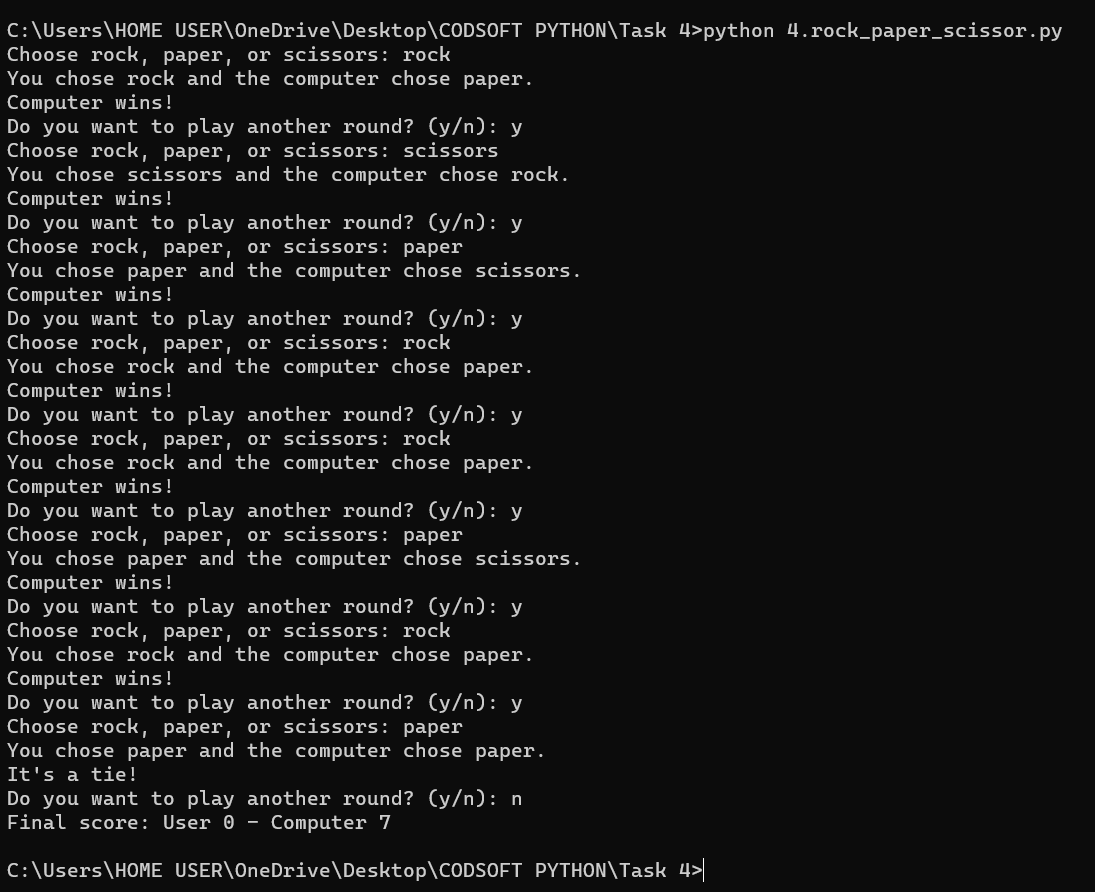 C:\Users\HOME USER\OneDrive\Desktop\CODSOFT PYTHON\Task 4>python 4.rock_paper_scissor.py
Choose rock, paper, or scissors: rock
You chose rock and the computer chose paper.
Computer wins!
Do you want to play another round? (y/n): y
Choose rock, paper, or scissors: scissors
You chose scissors and the computer chose rock.
Computer wins!
Do you want to play another round? (y/n): y
Choose rock, paper, or scissors: paper
You chose paper and the computer chose scissors.
Computer wins!
Do you want to play another round? (y/n): y
Choose rock, paper, or scissors: rock
You chose rock and the computer chose paper.
Computer wins!
Do you want to play another round? (y/n): y
Choose rock, paper, or scissors: rock
You chose rock and the computer chose paper.
Computer wins!
Do you want to play another round? (y/n): y
Choose rock, paper, or scissors: paper
You chose paper and the computer chose scissors.
Computer wins!
Do you want to play another round? (y/n): y
Choose rock, paper, or scissors: rock
You chose rock and the computer chose paper.
Computer wins!
Do you want to play another round? (y/n): y
Choose rock, paper, or scissors: paper
You chose paper and the computer chose paper.
It's a tie!
Do you want to play another round? (y/n): n
Final score: User 0 - Computer 7
C:\Users\HOME USER\OneDrive\Desktop\CODSOFT PYTHON\Task 4>